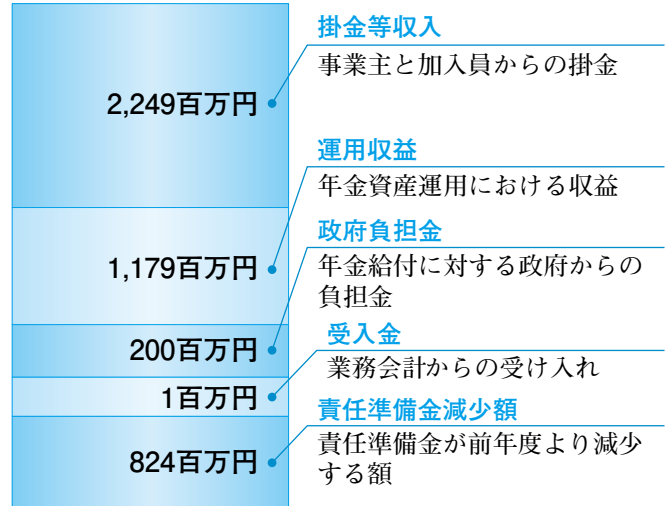 掛金等収入
事業主と加入員からの掛金
2,249百万円
運用収益
年金資産運用における収益
1,179百万円
政府負担金
年金給付に対する政府からの
負担金
200百万円
受入金
業務会計からの受け入れ
1百万円
責任準備金減少額
責任準備金が前年度より減少
する額
824百万円